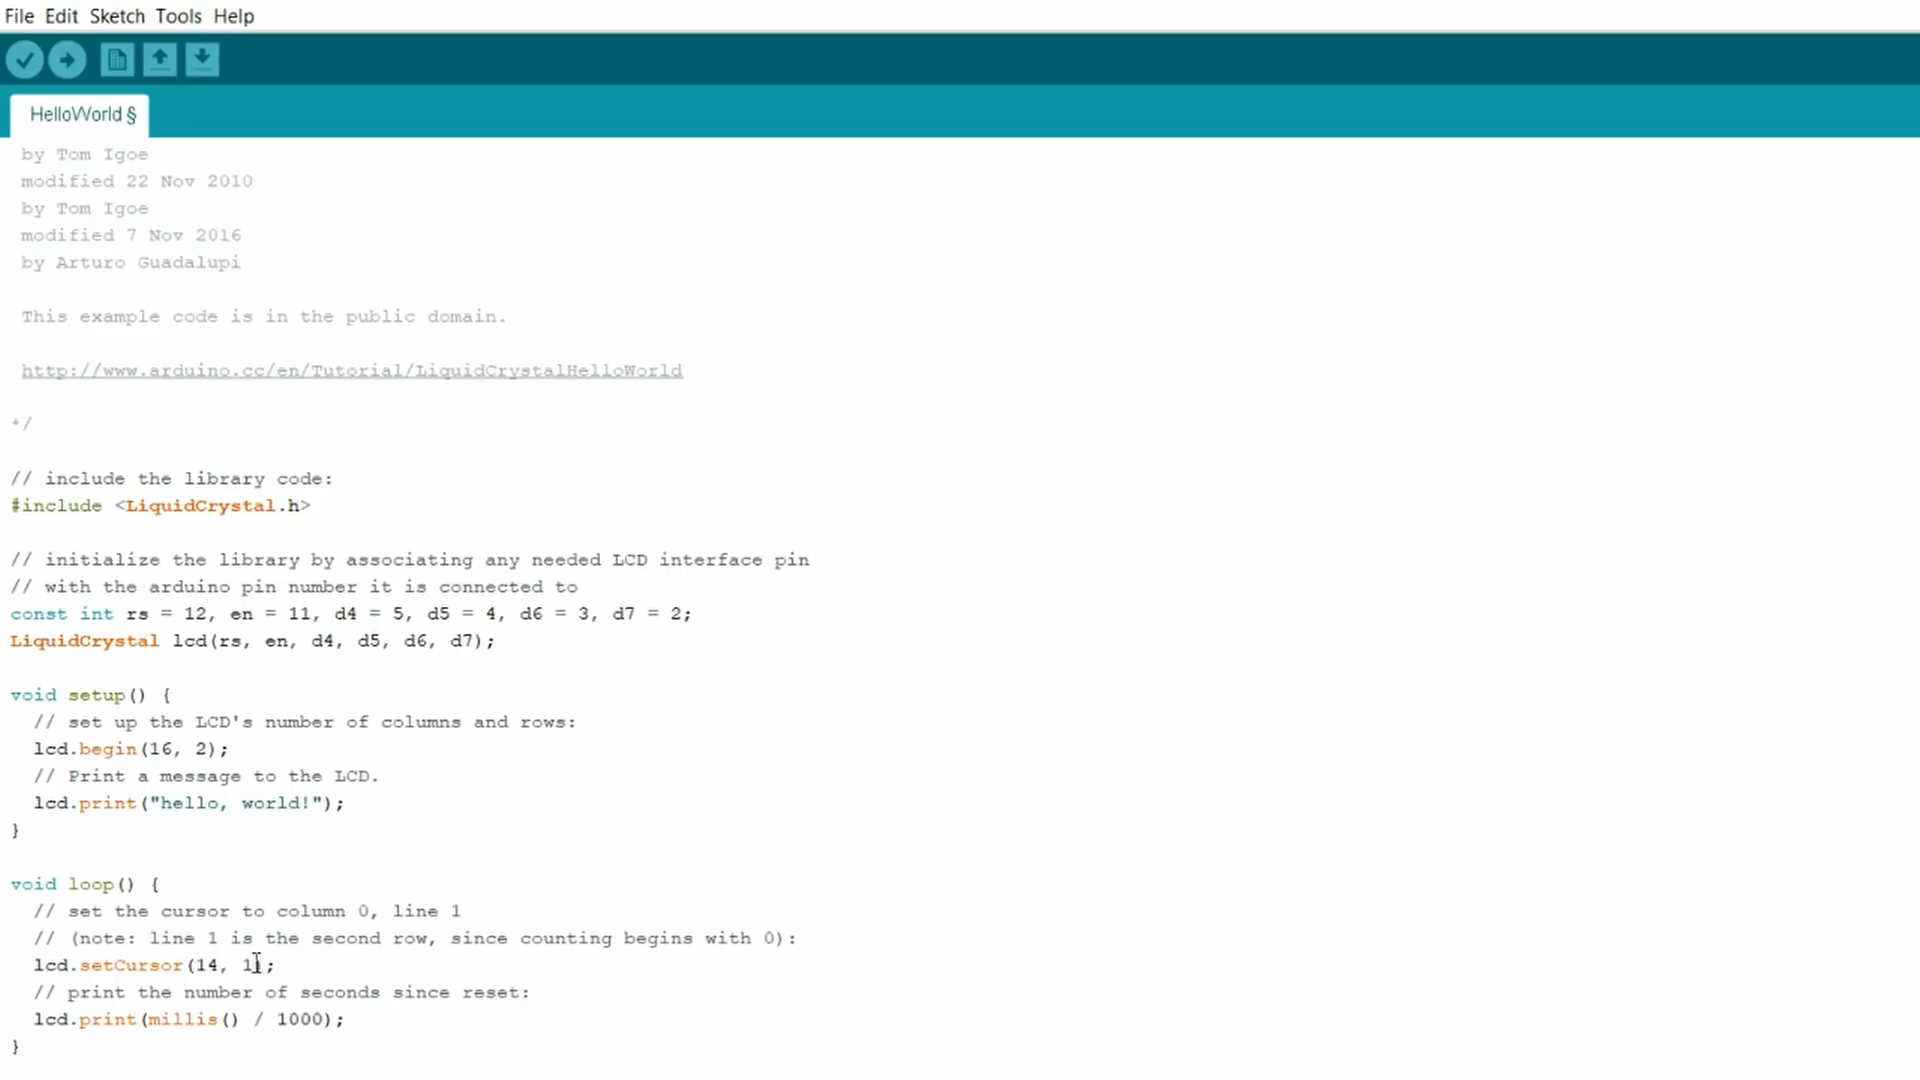 File Edit Sketch Tools Help
HelloWorld §
by Tom Igoe
modified 22 Nov 2010
by Tom Igoe
modified 7 Nov 2016
by Arturo Guadalupi
This example code is in the public domain.
http://www.arduino.cc/en/Tutorial/LiquidCrystalHelloWorld
*/
// include the library code:
#include <LiquidCrystal.h>
// initialize the library by associating any needed LCD interface pin
// with the arduino pin number it is connected to
const int rs = 12, en = 11, d4 = 5, d5 = 4, d6 = 3, d7 = 2;
LiquidCrystal lcd(rs, en, d4, d5, d6, d7);
void setup() {
  // set up the LCD's number of columns and rows:
  lcd.begin(16, 2);
  // Print a message to the LCD.
  lcd.print("hello, world!");
}
void loop() {
  // set the cursor to column 0, line 1
  // (note: line 1 is the second row, since counting begins with 0):
  lcd.setCursor(14, 1);
  // print the number of seconds since reset:
  lcd.print(millis() / 1000);
}